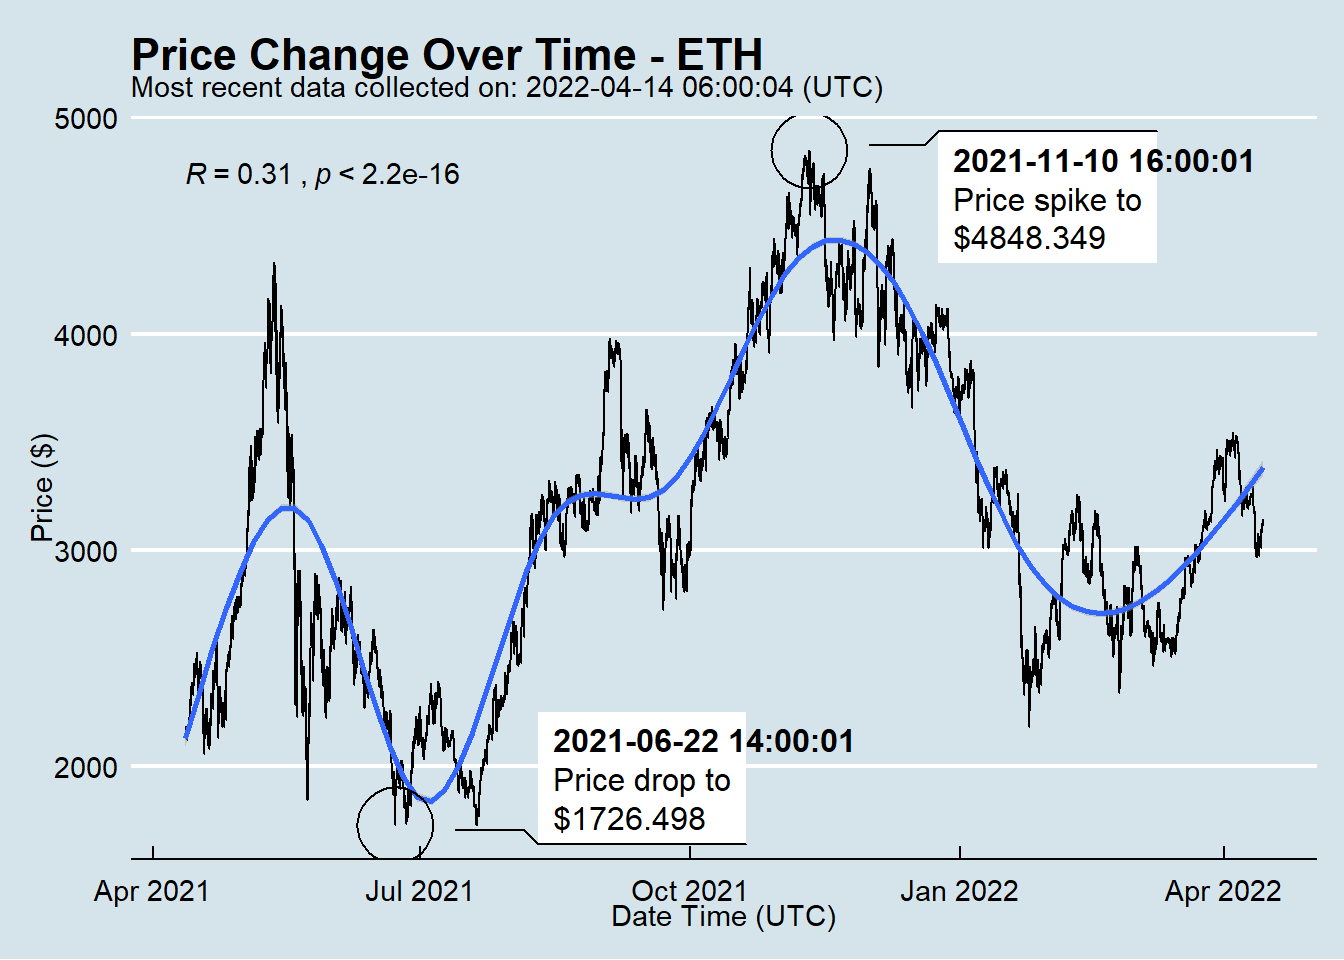 Price Change Over Time - ETH
Most recent data collected on: 2022-04-14 06:00:04 (UTC)
5000
R = 0.31 , p < 2.2e-16
2021-11-10 16:00:01
Price spike to
$4848.349
4000
Price ($)
3000
2000
2021-06-22 14:00:01
Price drop to
$1726.498
Apr 2021 Jul 2021 Oct 2021 Jan 2022 Apr 2022
Date Time (UTC)